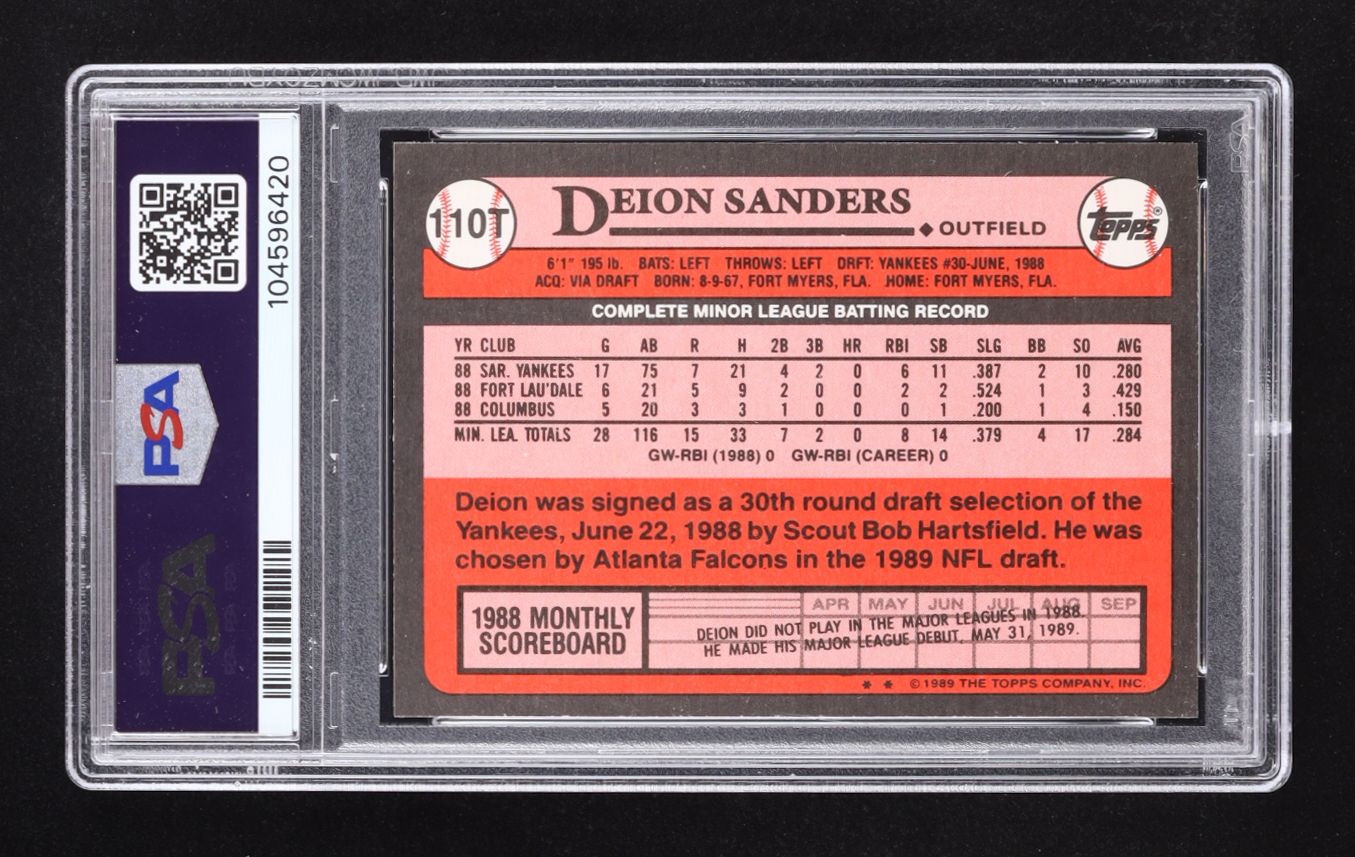 110T
DEION SANDERS
◆ OUTFIELD
Topps®
6'1" 195 lb. BATS: LEFT THROWS: LEFT DRFT: YANKEES #30-JUNE, 1988
ACQ: VIA DRAFT BORN: 8-9-67, FORT MYERS, FLA. HOME: FORT MYERS, FLA.
COMPLETE MINOR LEAGUE BATTING RECORD
YR CLUB G AB R H 2B 3B HR RBI SB SLG BB SO AVG
88 SAR. YANKEES 17 75 7 21 4 2 0 6 11 .387 2 10 .280
88 FORT LAU'DALE 6 21 5 9 2 0 0 2 2 .524 1 3 .429
88 COLUMBUS 5 20 3 3 1 0 0 0 1 .200 1 4 .150
MIN. LEA. TOTALS 28 116 15 33 7 2 0 8 14 .379 4 17 .284
GW-RBI (1988) 0 GW-RBI (CAREER) 0
Deion was signed as a 30th round draft selection of the
Yankees, June 22, 1988 by Scout Bob Hartsfield. He was
chosen by Atlanta Falcons in the 1989 NFL draft.
1988 MONTHLY
SCOREBOARD
APR MAY JUN JUL AUG SEP
DEION DID NOT PLAY IN THE MAJOR LEAGUES IN 1988.
HE MADE HIS MAJOR LEAGUE DEBUT, MAY 31, 1989.
* * © 1989 THE TOPPS COMPANY, INC.
104596420
PSA
PSA
PSA